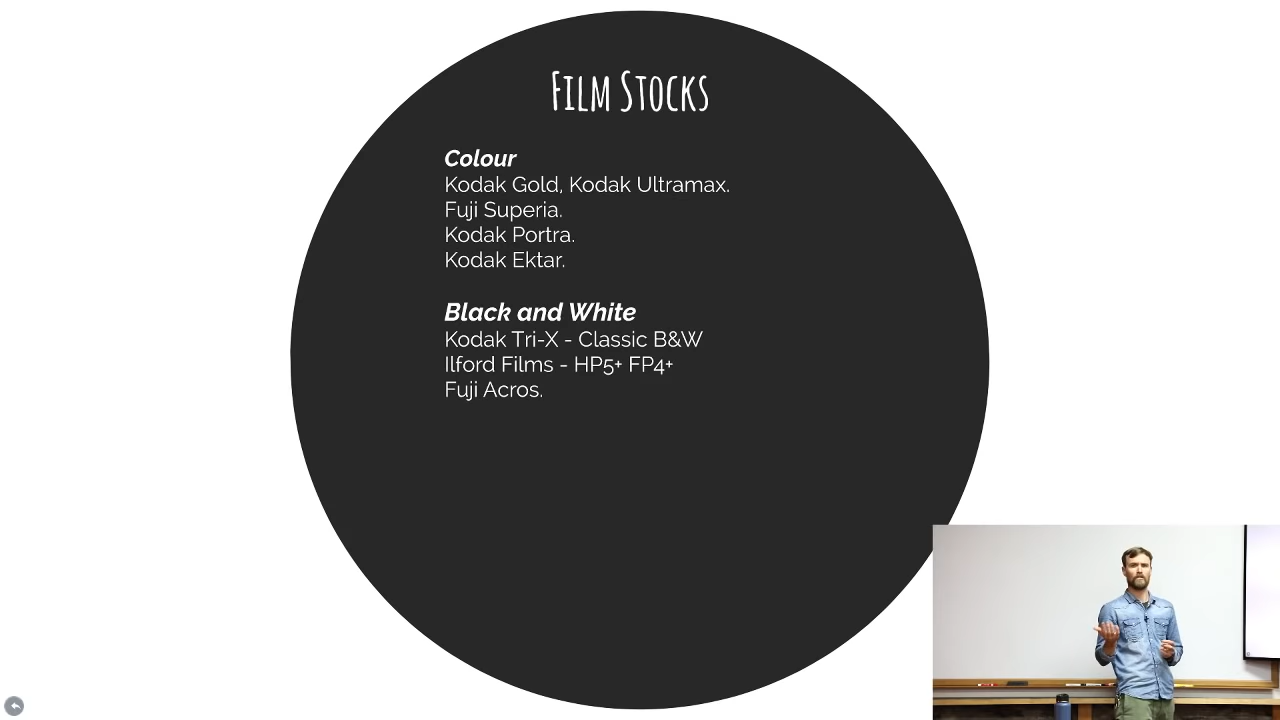 Film Stocks
Colour
Kodak Gold, Kodak Ultramax.
Fuji Superia.
Kodak Portra.
Kodak Ektar.
Black and White
Kodak Tri-X - Classic B&W
Ilford Films - HP5+ FP4+
Fuji Acros.